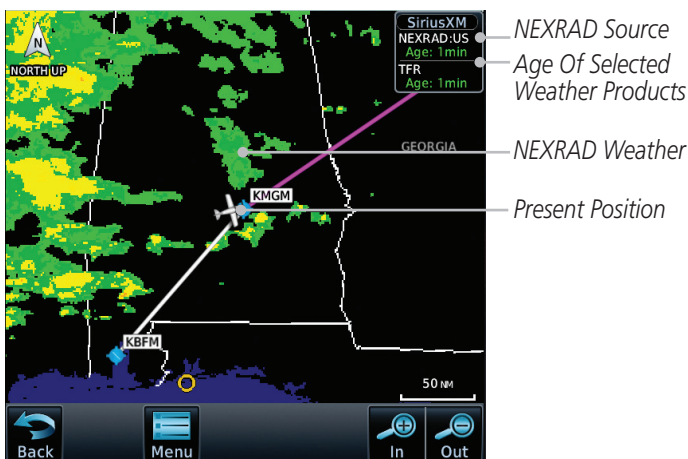 N
NORTH UP
SiriusXM
NEXRAD:US
Age: 1min
TFR
Age: 1min
NEXRAD Source
Age Of Selected
Weather Products
GEORGIA
NEXRAD Weather
KMGM
Present Position
KBFM
50 NM
Back
Menu
In
Out